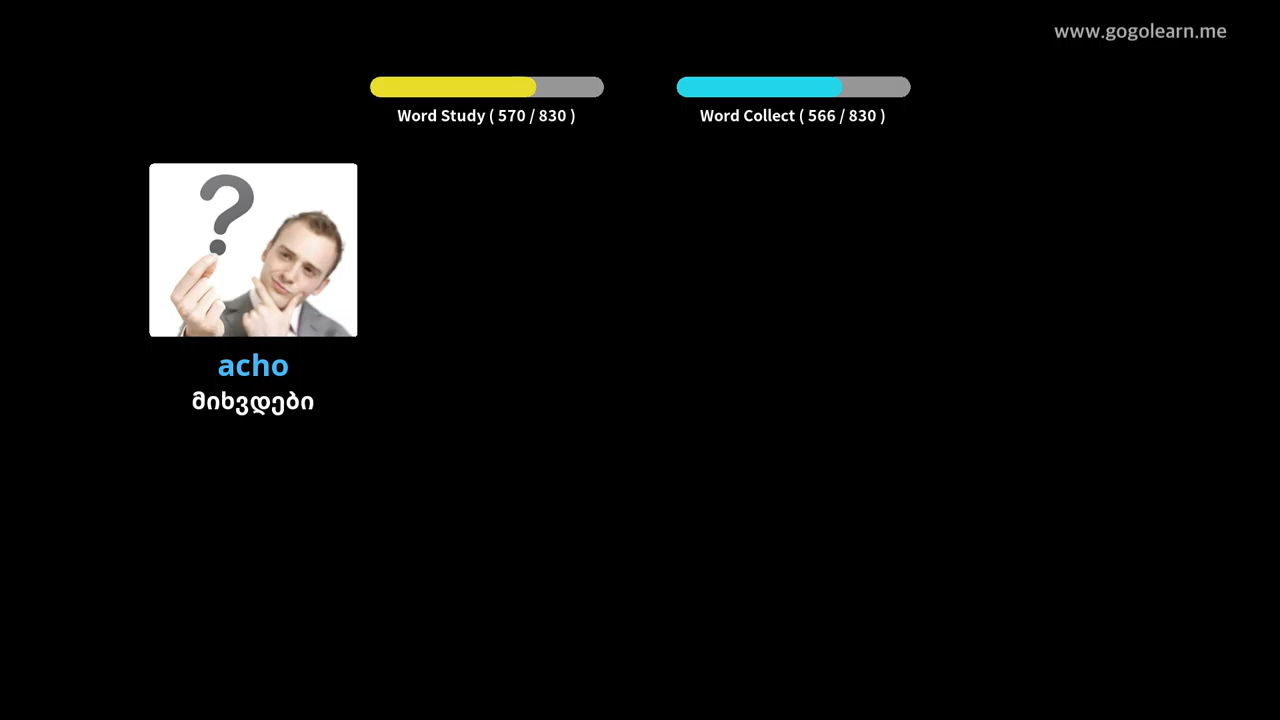 www.gogolearn.me
Word Study ( 570 / 830 )
Word Collect ( 566 / 830 )
?
acho
მიხვდები